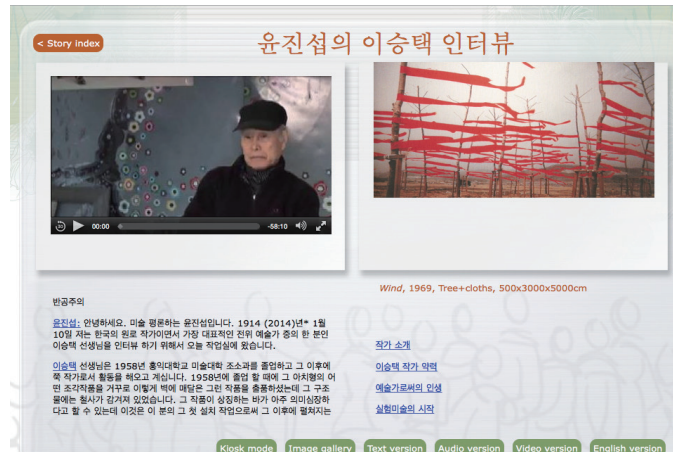 < Story index
윤진섭의 이승택 인터뷰
30
00:00
-58:10
Wind, 1969, Tree+cloths, 500x3000x5000cm
반공주의
윤진섭: 안녕하세요. 미술 평론하는 윤진섭입니다. 1914 (2014)년* 1월
10일 저는 한국의 원로 작가이면서 가장 대표적인 전위 예술가 중의 한 분인
이승택 선생님을 인터뷰 하기 위해서 오늘 작업실에 왔습니다.
이승택 선생님은 1958년 홍익대학교 미술대학 조소과를 졸업하고 그 이후에
쭉 작가로서 활동을 해오고 계십니다. 1958년에 졸업 할 때에 그 아치형의 어
떤 조각작품을 거꾸로 이렇게 벽에 매달은 그런 작품을 출품하셨는데 그 구조
물에는 철사가 감겨져 있었습니다. 그 작품이 상징하는 바가 아주 의미심장하
다고 할 수 있는데 이것은 이 분의 그 첫 설치 작업으로써 그 이후에 펼쳐지는
작가 소개
이승택 작가 약력
예술가로써의 인생
실험미술의 시작
Kiosk mode
Image gallery
Text version
Audio version
Video version
English version